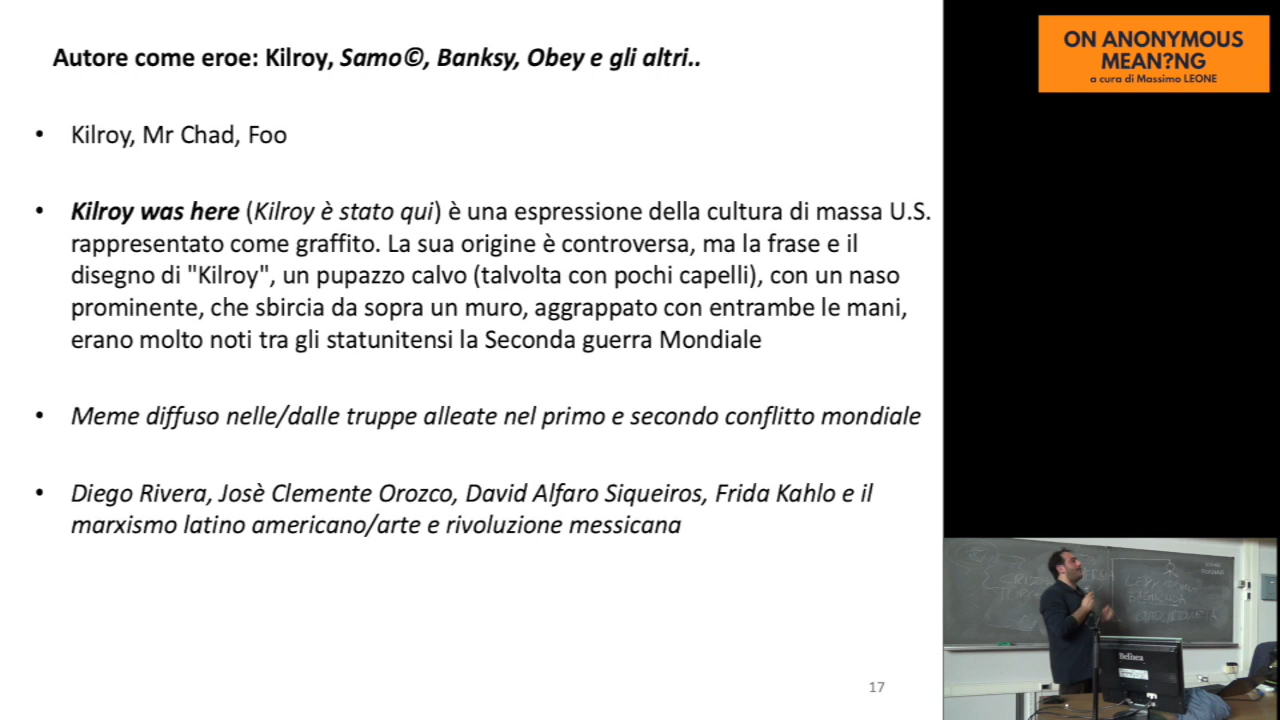 Autore come eroe: Kilroy, Samo©, Banksy, Obey e gli altri..
• Kilroy, Mr Chad, Foo
• Kilroy was here (Kilroy è stato qui) è una espressione della cultura di massa U.S.
rappresentato come graffito. La sua origine è controversa, ma la frase e il
disegno di "Kilroy", un pupazzo calvo (talvolta con pochi capelli), con un naso
prominente, che sbircia da sopra un muro, aggrappato con entrambe le mani,
erano molto noti tra gli statunitensi la Seconda guerra Mondiale
• Meme diffuso nelle/dalle truppe alleate nel primo e secondo conflitto mondiale
• Diego Rivera, Josè Clemente Orozco, David Alfaro Siqueiros, Frida Kahlo e il
marxismo latino americano/arte e rivoluzione messicana
17
ON ANONYMOUS
MEAN?NG
a cura di Massimo LEONE
Belinea